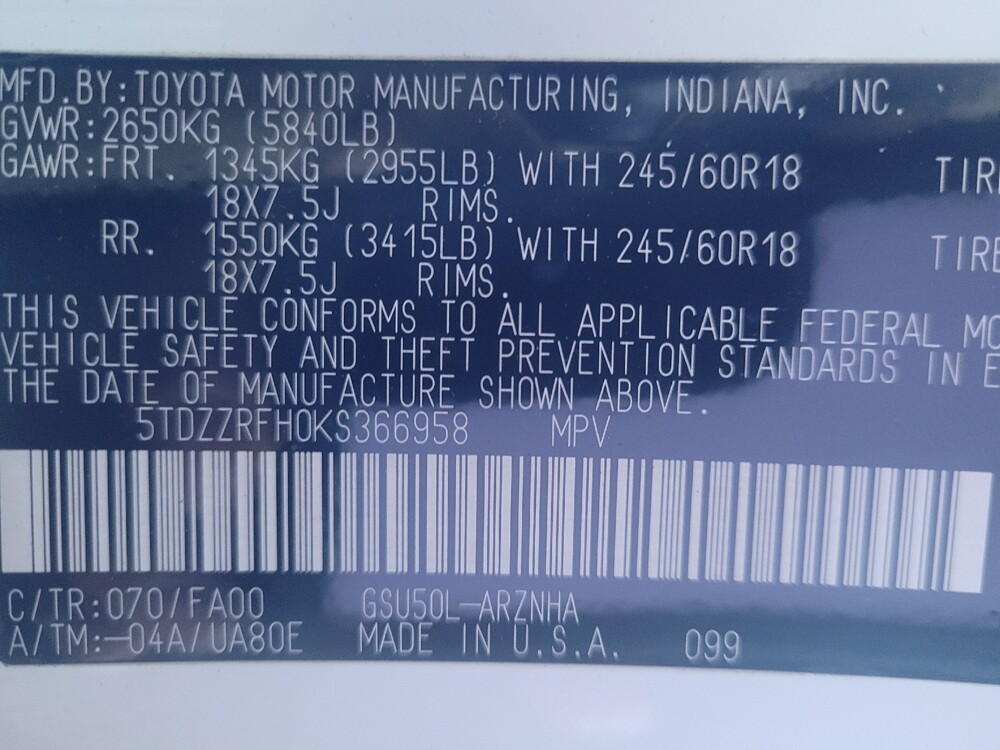 MFD.BY:TOYOTA MOTOR MANUFACTURING, INDIANA, INC.
GVWR:2650KG (5840LB)
GAWR:FRT. 1345KG (2955LB) WITH 245/60R18 TIRE
18X7.5J RIMS.
RR. 1550KG (3415LB) WITH 245/60R18 TIRE
18X7.5J RIMS.
THIS VEHICLE CONFORMS TO ALL APPLICABLE FEDERAL MO
VEHICLE SAFETY AND THEFT PREVENTION STANDARDS IN E
THE DATE OF MANUFACTURE SHOWN ABOVE.
5TDZZRFH0KS366958 MPV
C/TR:070/FA00 GSU50L-ARZNHA
A/TM:-04A/UA80E MADE IN U.S.A. 099